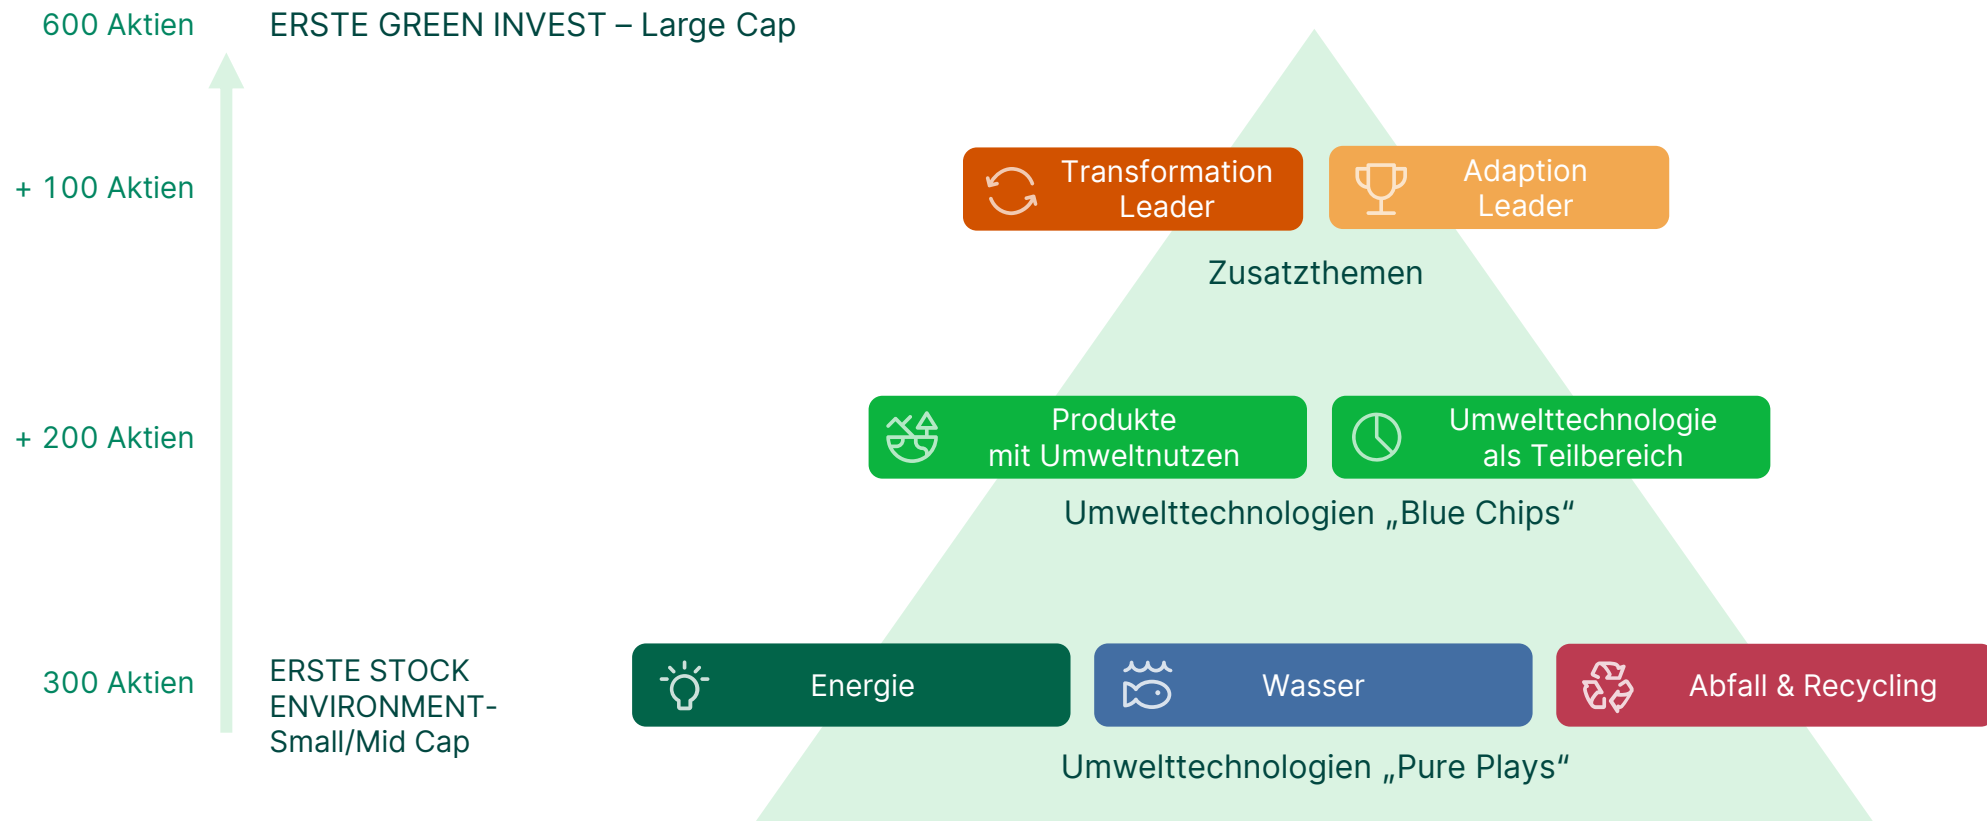 600 Aktien
ERSTE GREEN INVEST – Large Cap
+ 100 Aktien
Transformation
Leader
Adaption
Leader
Zusatzthemen
+ 200 Aktien
Produkte
mit Umweltnutzen
Umwelttechnologie
als Teilbereich
Umwelttechnologien „Blue Chips“
300 Aktien
ERSTE STOCK
ENVIRONMENT-
Small/Mid Cap
Energie
Wasser
Abfall & Recycling
Umwelttechnologien „Pure Plays“